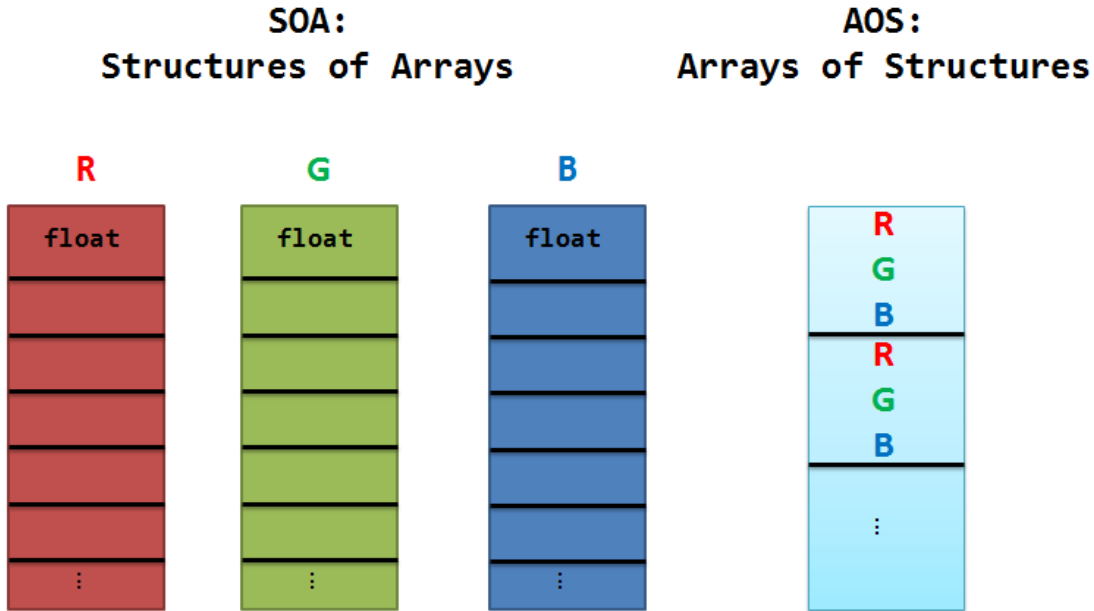 SOA:
Structures of Arrays
R G B
float float float
⋮ ⋮ ⋮
AOS:
Arrays of Structures
R
G
B
R
G
B
⋮